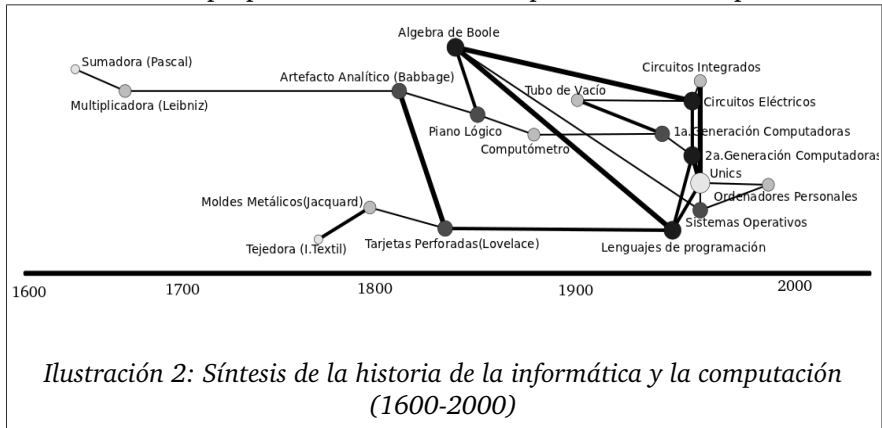 Algebra de Boole
Sumadora (Pascal)
Circuitos Integrados
Artefacto Analítico (Babbage)
Tubo de Vacío
Multiplicadora (Leibniz)
Circuitos Eléctricos
Piano Lógico
1a.Generación Computadoras
Computómetro
2a.Generación Computadoras
Unics
Moldes Metálicos(Jacquard)
Ordenadores Personales
Sistemas Operativos
Tejedora (I.Textil)
Tarjetas Perforadas(Lovelace)
Lenguajes de programación
1600
1700
1800
1900
2000
Ilustración 2: Síntesis de la historia de la informática y la computación
(1600-2000)